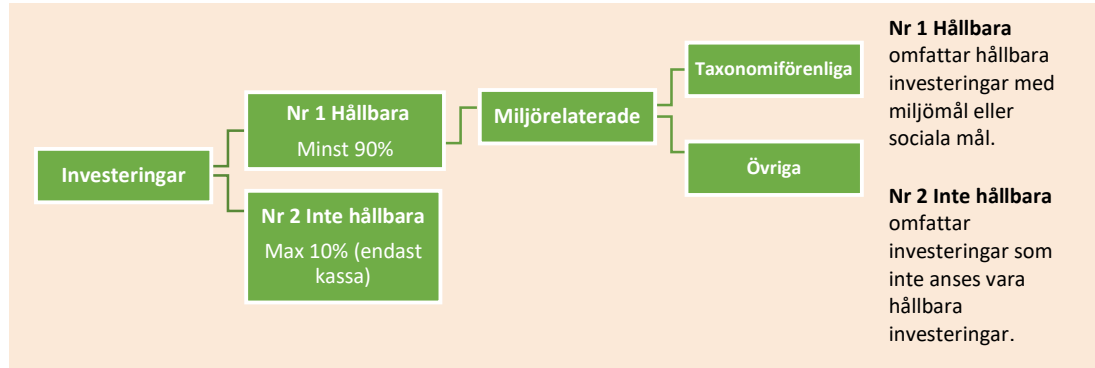 Investeringar
Nr 1 Hållbara
Minst 90%
Nr 2 Inte hållbara
Max 10% (endast
kassa)
Miljörelaterade
Taxonomiförenliga
Övriga
Nr 1 Hållbara
omfattar hållbara
investeringar med
miljömål eller
sociala mål.
Nr 2 Inte hållbara
omfattar
investeringar som
inte anses vara
hållbara
investeringar.